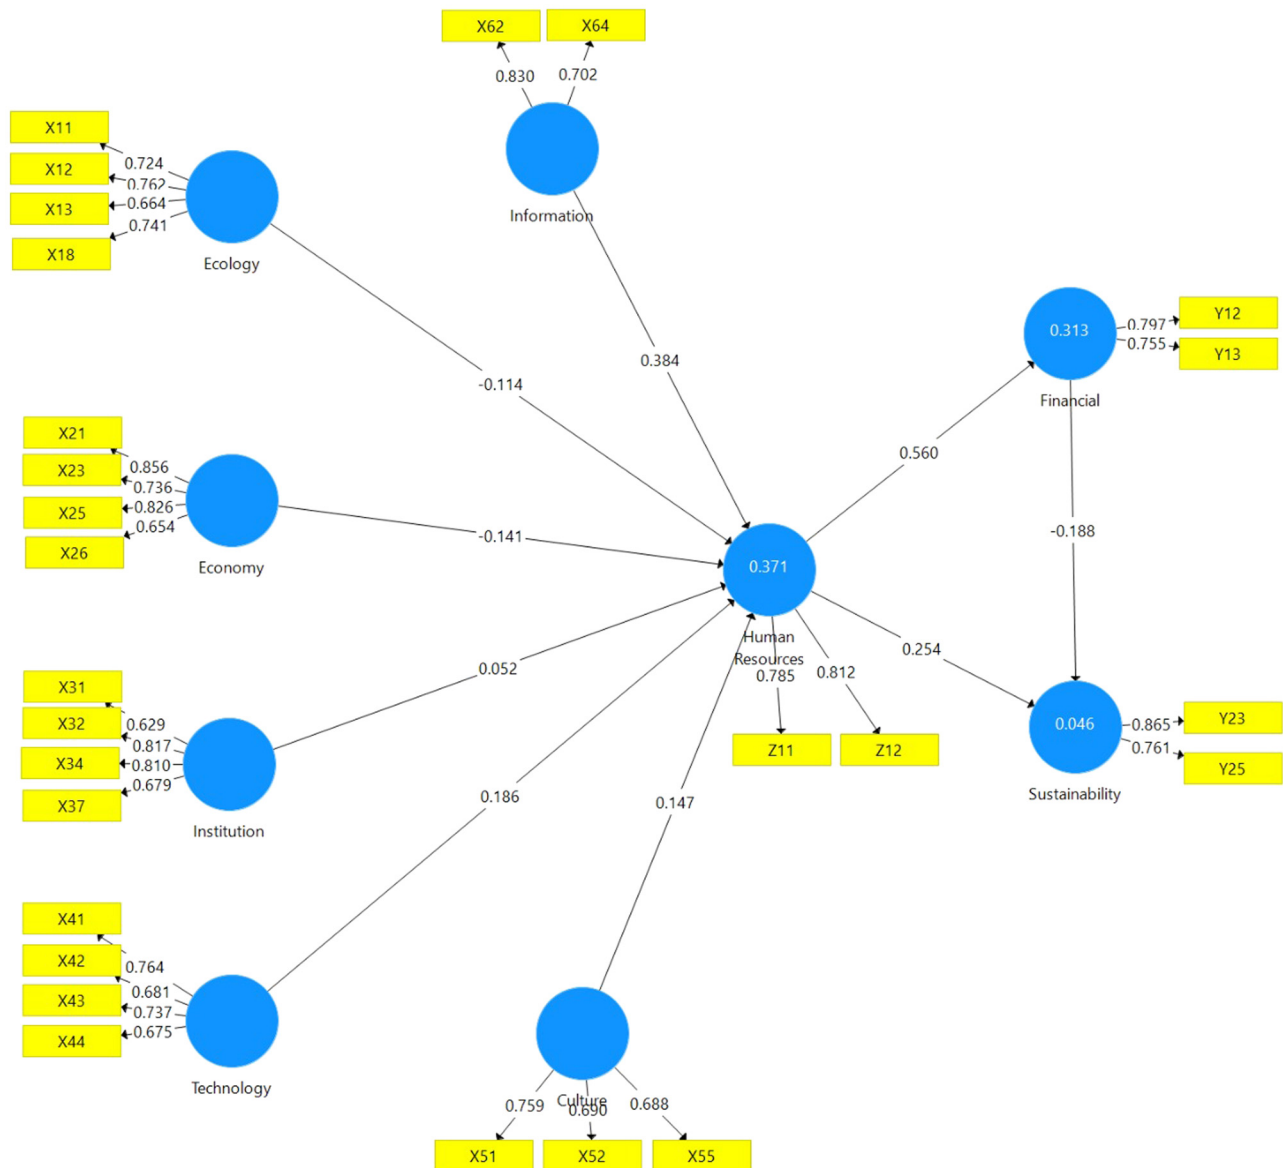 X62
X64
0.830
0.702
Information
X11
X12
X13
X18
0.724
0.762
0.664
0.741
Ecology
0.384
-0.114
X21
X23
X25
X26
0.856
0.736
0.826
0.654
Economy
-0.141
0.313
Financial
0.797
0.755
Y12
Y13
0.560
-0.188
0.371
Human
Resources
0.785
0.812
Z11
Z12
0.254
0.046
Sustainability
0.865
0.761
Y23
Y25
X31
X32
X34
X37
0.629
0.817
0.810
0.679
Institution
0.052
X41
X42
X43
X44
0.764
0.681
0.737
0.675
Technology
0.186
0.147
Culture
0.759
0.690
0.688
X51
X52
X55